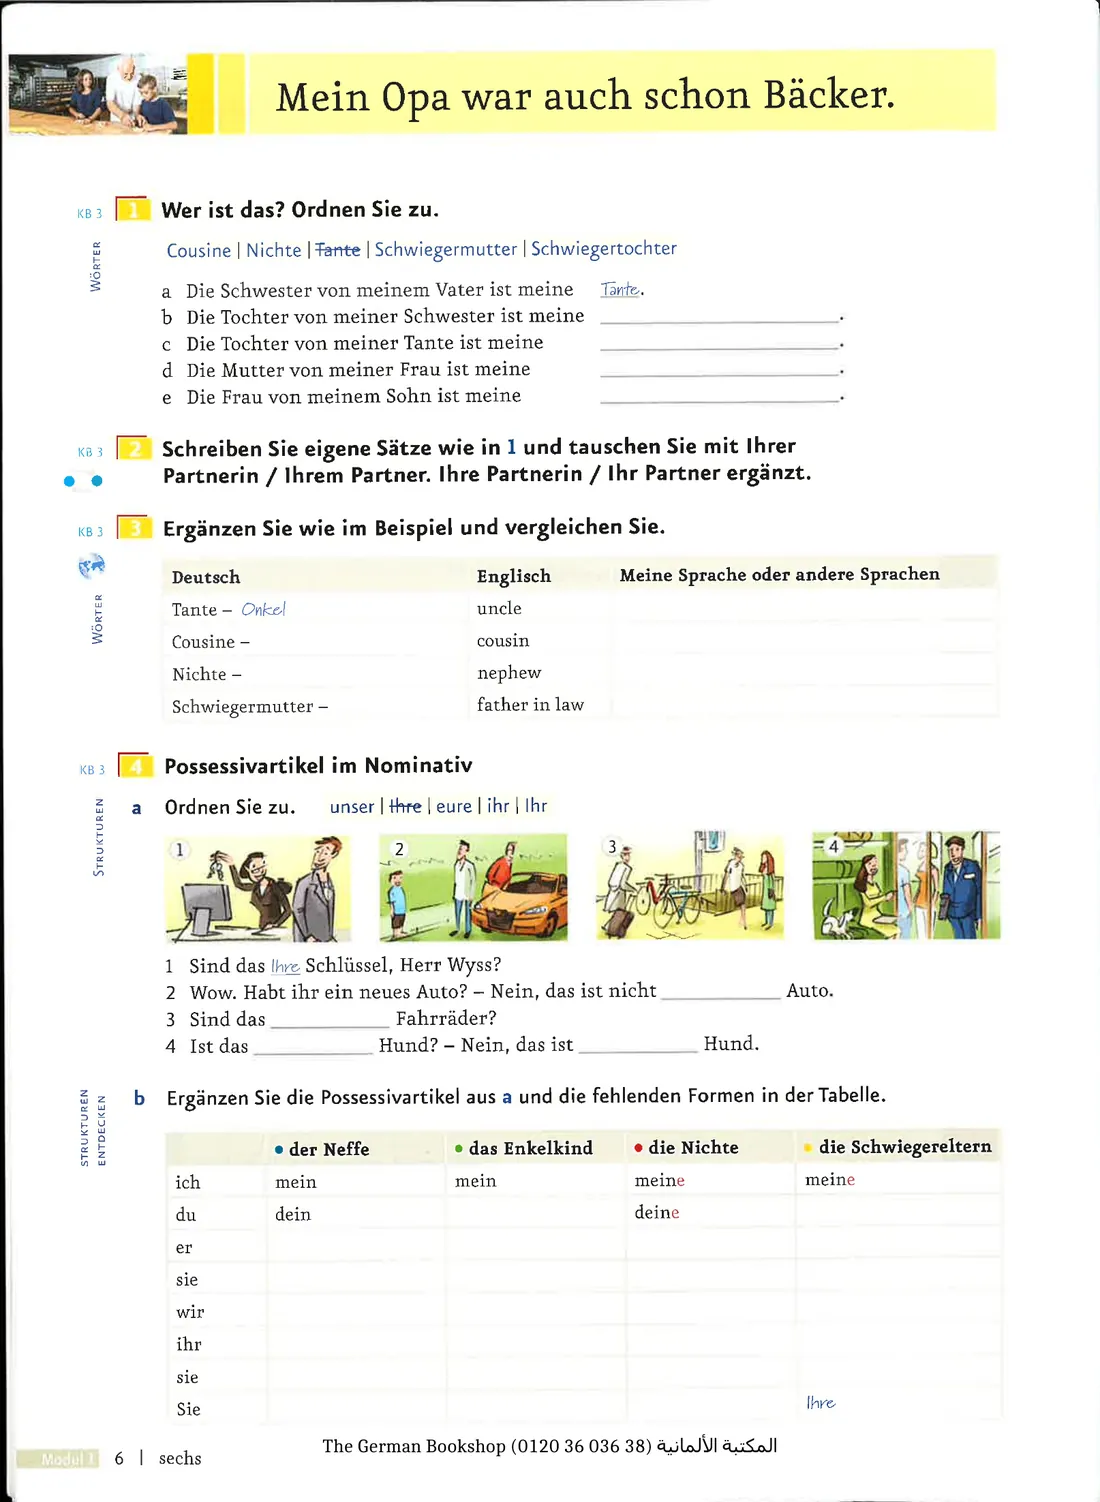 Mein Opa war auch schon Bäcker.
KB 3 1 Wer ist das? Ordnen Sie zu.
WÖRTER
Cousine | Nichte | Tante | Schwiegermutter | Schwiegertochter
a Die Schwester von meinem Vater ist meine Tante.
b Die Tochter von meiner Schwester ist meine ____________.
c Die Tochter von meiner Tante ist meine ____________.
d Die Mutter von meiner Frau ist meine ____________.
e Die Frau von meinem Sohn ist meine ____________.
KB 3 2 Schreiben Sie eigene Sätze wie in 1 und tauschen Sie mit Ihrer
Partnerin / Ihrem Partner. Ihre Partnerin / Ihr Partner ergänzt.
KB 3 3 Ergänzen Sie wie im Beispiel und vergleichen Sie.
WÖRTER
Deutsch Englisch Meine Sprache oder andere Sprachen
Tante – Onkel uncle
Cousine – cousin
Nichte – nephew
Schwiegermutter – father in law
KB 3 4 Possessivartikel im Nominativ
STRUKTUREN
a Ordnen Sie zu. unser | Ihre | eure | ihr | Ihr
1 2 3 4
1 Sind das Ihre Schlüssel, Herr Wyss?
2 Wow. Habt ihr ein neues Auto? – Nein, das ist nicht ____________ Auto.
3 Sind das ____________ Fahrräder?
4 Ist das ____________ Hund? – Nein, das ist ____________ Hund.
STRUKTUREN ENTDECKEN
b Ergänzen Sie die Possessivartikel aus a und die fehlenden Formen in der Tabelle.
• der Neffe • das Enkelkind • die Nichte • die Schwiegereltern
ich mein mein meine meine
du dein deine
er
sie
wir
ihr
sie
Sie Ihre
Modul 1 6 | sechs
The German Bookshop (0120 36 036 38) المكتبة الألمانية